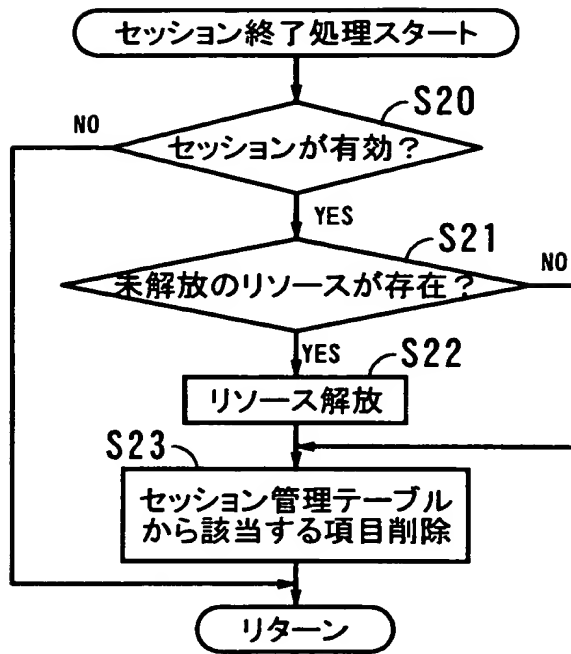 セッション終了処理スタート
S20
NO
セッションが有効?
YES
S21
NO
未解放のリソースが存在?
YES
S22
リソース解放
S23
セッション管理テーブル
から該当する項目削除
リターン